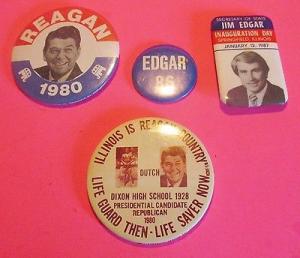 REAGAN
1980
EDGAR
86
SECRETARY OF STATE
JIM EDGAR
INAUGURATION DAY
SPRINGFIELD, ILLINOIS
JANUARY 12, 1987
ILLINOIS IS REAGAN COUNTRY
DUTCH
DIXON HIGH SCHOOL 1928
PRESIDENTIAL CANDIDATE
REPUBLICAN
1980
LIFE GUARD THEN - LIFE SAVER NOW